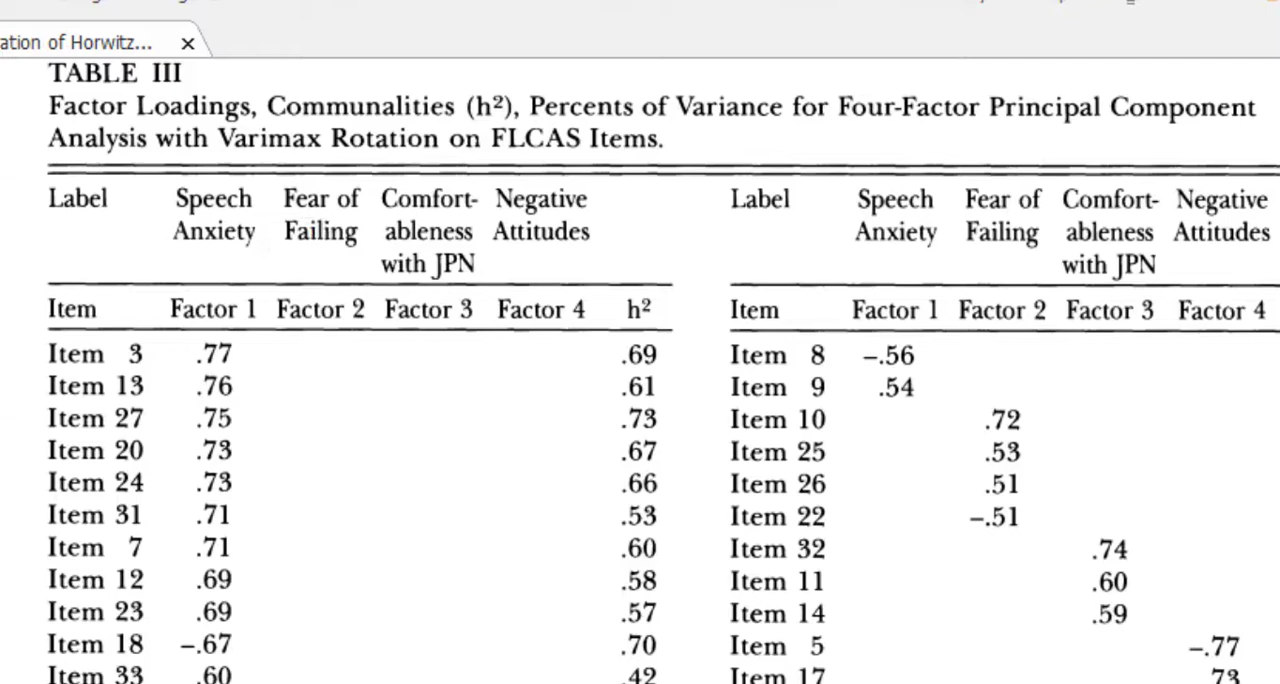 ation of Horwitz...
TABLE III
Factor Loadings, Communalities (h²), Percents of Variance for Four-Factor Principal Component
Analysis with Varimax Rotation on FLCAS Items.
Label Speech Fear of Comfort- Negative
Anxiety Failing ableness Attitudes
with JPN
Item Factor 1 Factor 2 Factor 3 Factor 4 h²
Item 3 .77 .69
Item 13 .76 .61
Item 27 .75 .73
Item 20 .73 .67
Item 24 .73 .66
Item 31 .71 .53
Item 7 .71 .60
Item 12 .69 .58
Item 23 .69 .57
Item 18 –.67 .70
Item 33 .60 .42
Label Speech Fear of Comfort- Negative
Anxiety Failing ableness Attitudes
with JPN
Item Factor 1 Factor 2 Factor 3 Factor 4
Item 8 –.56
Item 9 .54
Item 10 .72
Item 25 .53
Item 26 .51
Item 22 –.51
Item 32 .74
Item 11 .60
Item 14 .59
Item 5 –.77
Item 17 .73